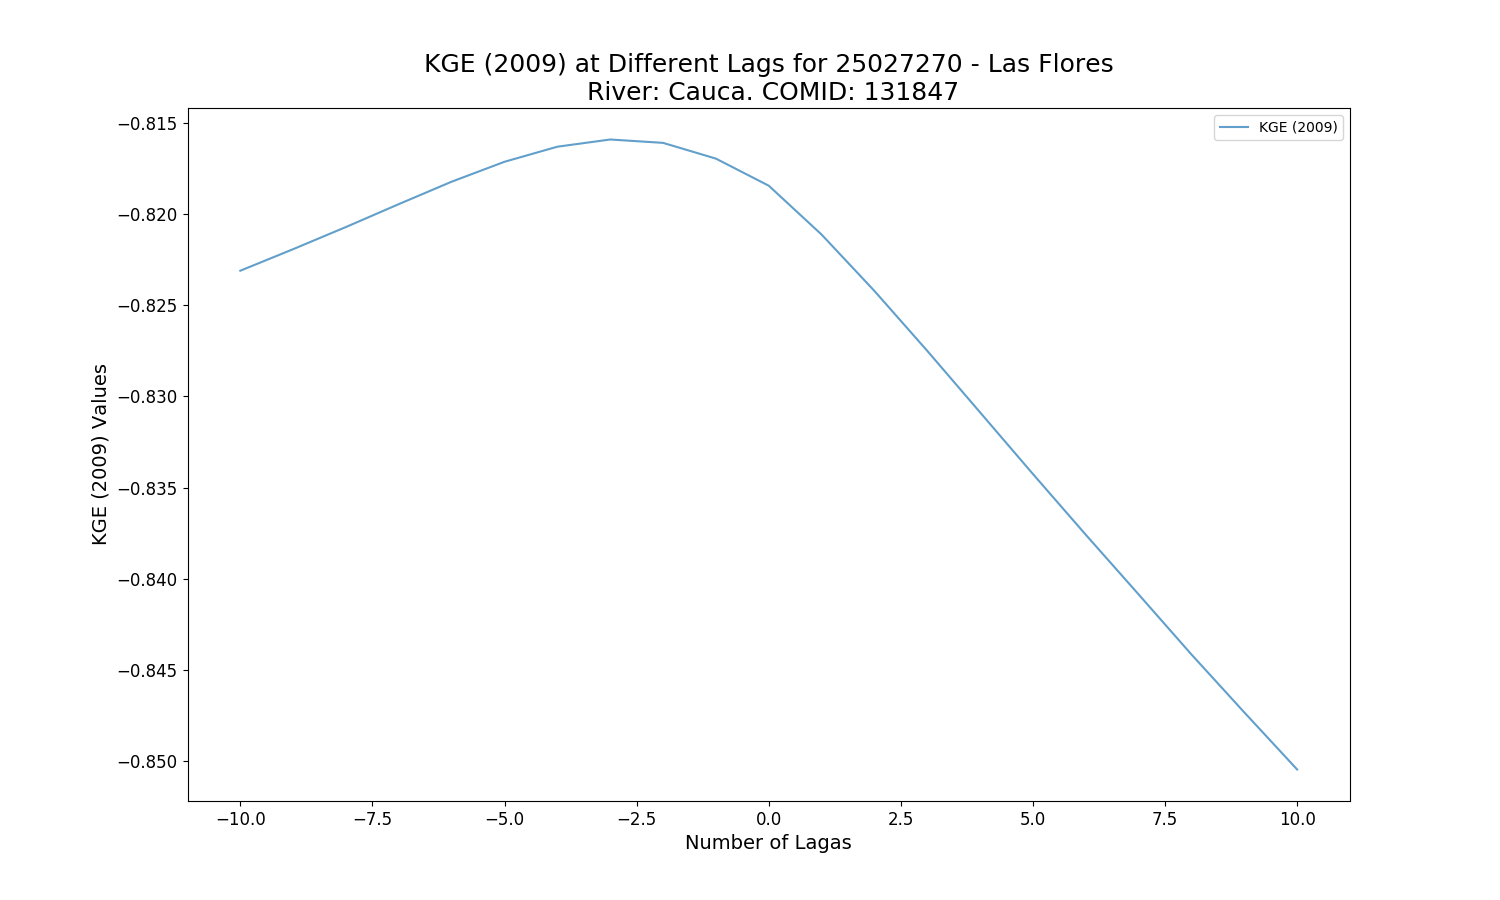 KGE (2009) at Different Lags for 25027270 - Las Flores
River: Cauca. COMID: 131847
KGE (2009)
−0.815
−0.820
−0.825
−0.830
−0.835
−0.840
−0.845
−0.850
KGE (2009) Values
−10.0 −7.5 −5.0 −2.5 0.0 2.5 5.0 7.5 10.0
Number of Lagas